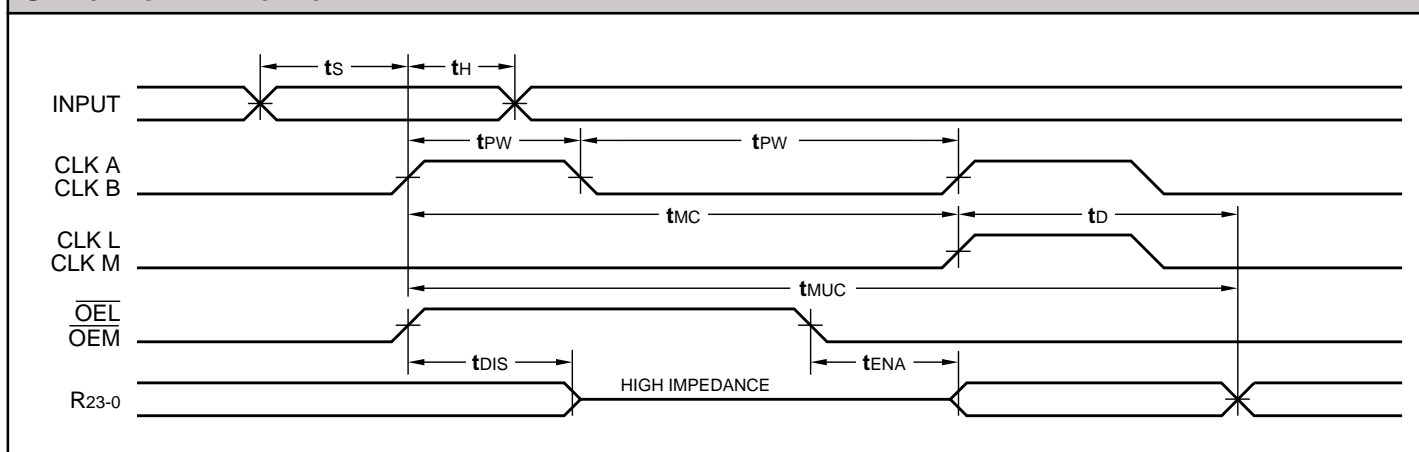 tS tH
INPUT
tPW tPW
CLK A
CLK B
tMC tD
CLK L
CLK M
tMUC
OEL
OEM
tDIS tENA
HIGH IMPEDANCE
R23-0